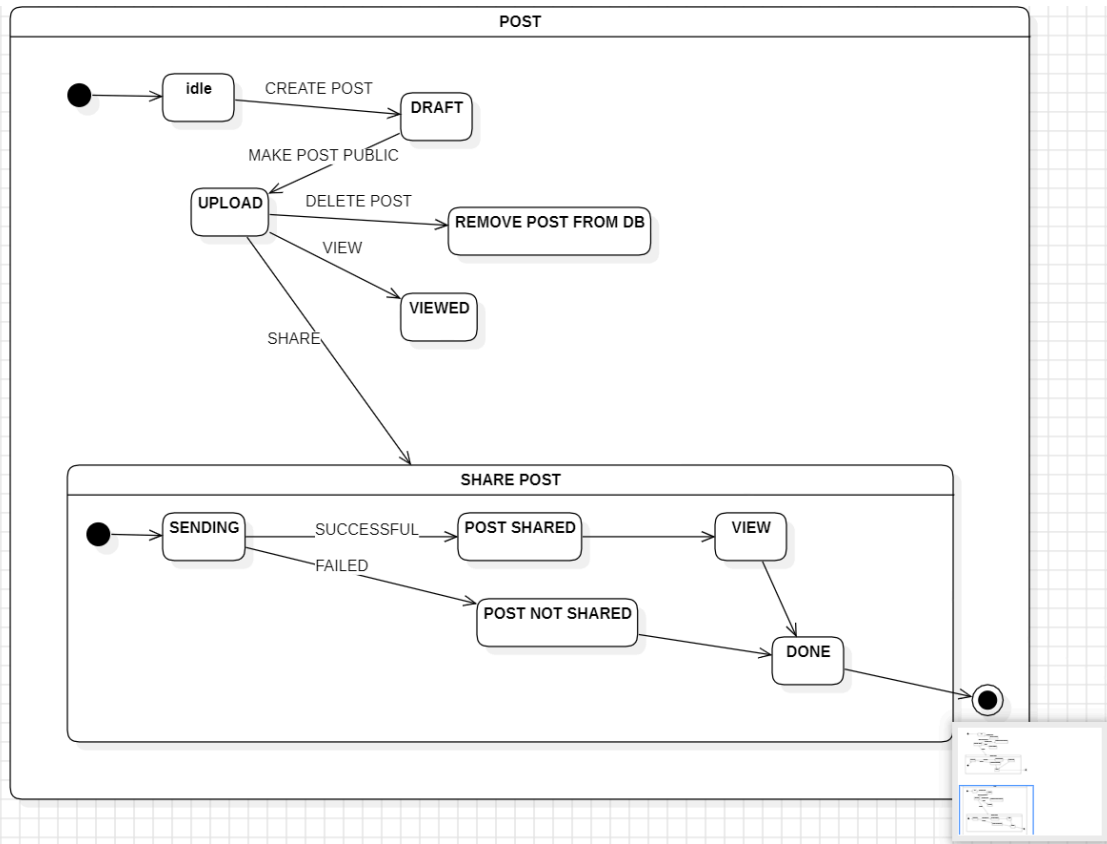 POST
idle
CREATE POST
DRAFT
MAKE POST PUBLIC
UPLOAD
DELETE POST
REMOVE POST FROM DB
VIEW
VIEWED
SHARE
SHARE POST
SENDING
SUCCESSFUL
POST SHARED
VIEW
FAILED
POST NOT SHARED
DONE